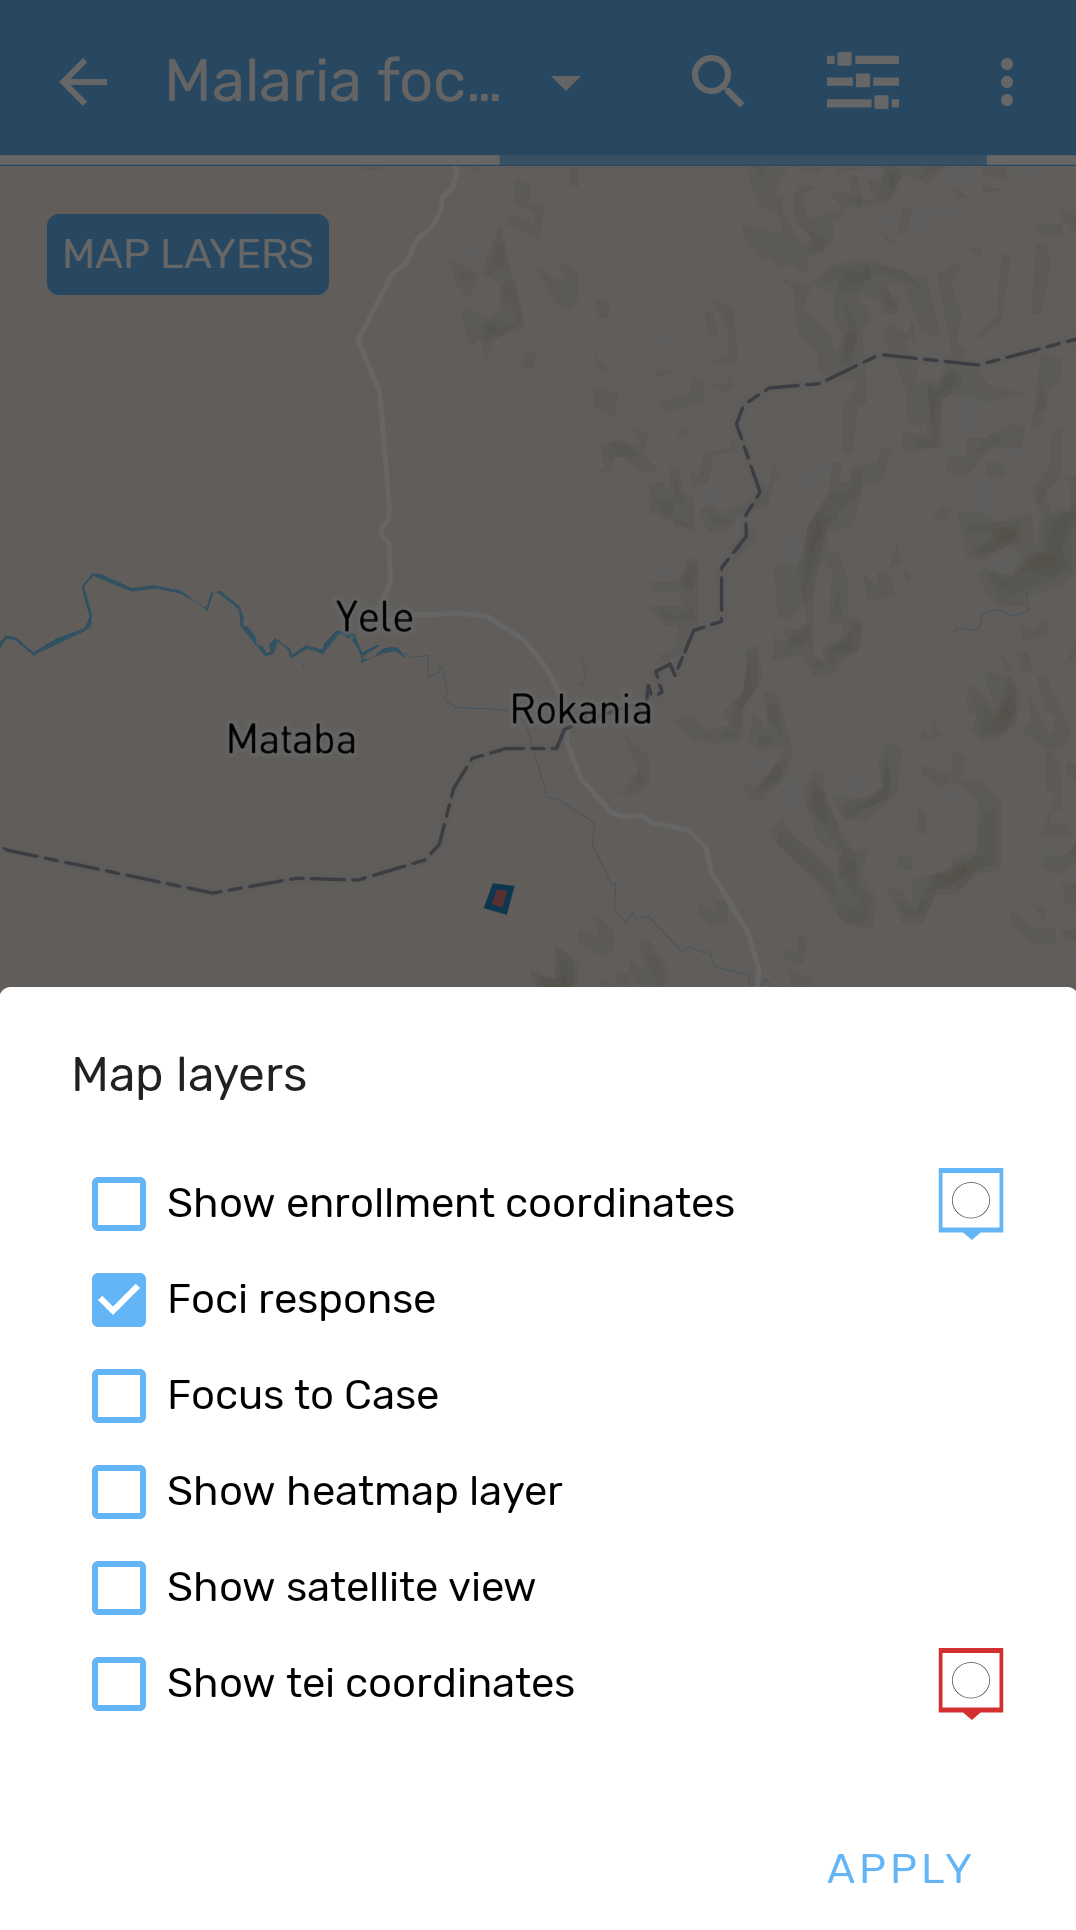 Malaria foc...
MAP LAYERS
Yele
Rokania
Mataba
Map layers
Show enrollment coordinates
Foci response
Focus to Case
Show heatmap layer
Show satellite view
Show tei coordinates
APPLY